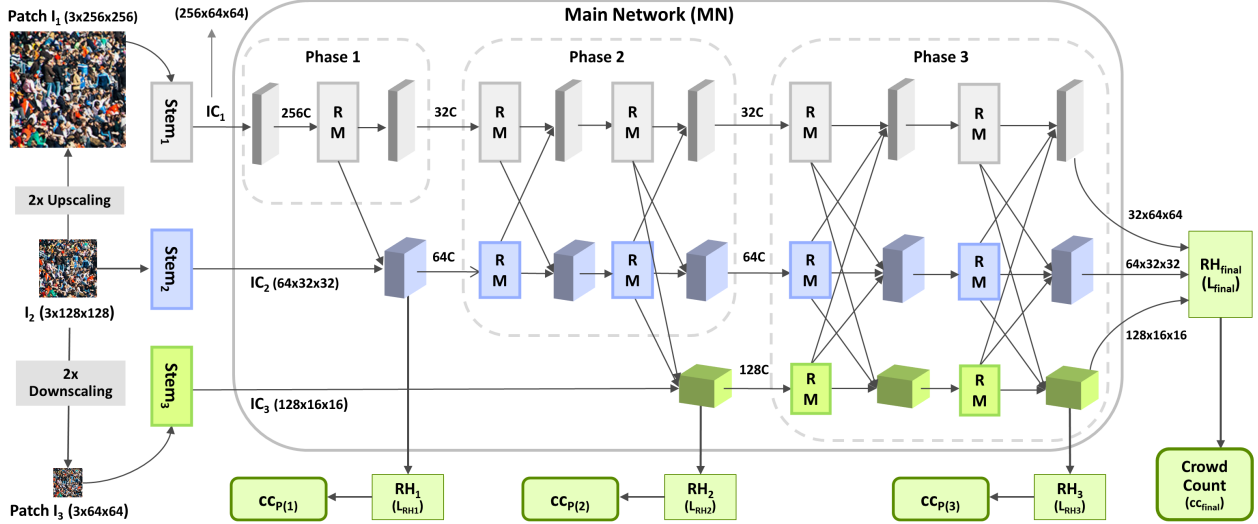 Patch I1 (3x256x256)
(256x64x64)
Main Network (MN)
Phase 1
Phase 2
Phase 3
Stem1
IC1
256C
R
M
32C
R
M
R
M
32C
R
M
R
M
2x Upscaling
32x64x64
Stem2
IC2 (64x32x32)
64C
R
M
R
M
64C
R
M
R
M
64x32x32
RHfinal
(Lfinal)
I2 (3x128x128)
128x16x16
2x
Downscaling
Stem3
IC3 (128x16x16)
128C
R
M
R
M
Patch I3 (3x64x64)
CCP(1)
RH1
(LRH1)
CCP(2)
RH2
(LRH2)
CCP(3)
RH3
(LRH3)
Crowd
Count
(ccfinal)